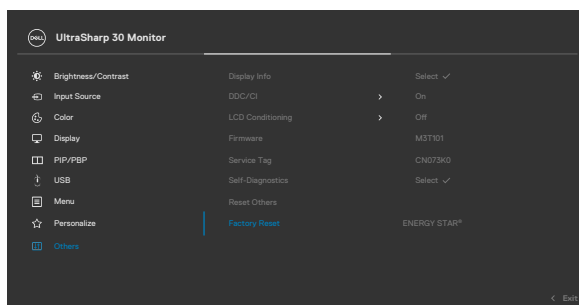 DELL UltraSharp 30 Monitor
Brightness/Contrast Display Info Select ✓
Input Source DDC/CI > On
Color LCD Conditioning > Off
Display Firmware M3T101
PIP/PBP Service Tag CN073K0
USB Self-Diagnostics Select ✓
Menu Reset Others
Personalize Factory Reset ENERGY STAR®
Others
< Exit